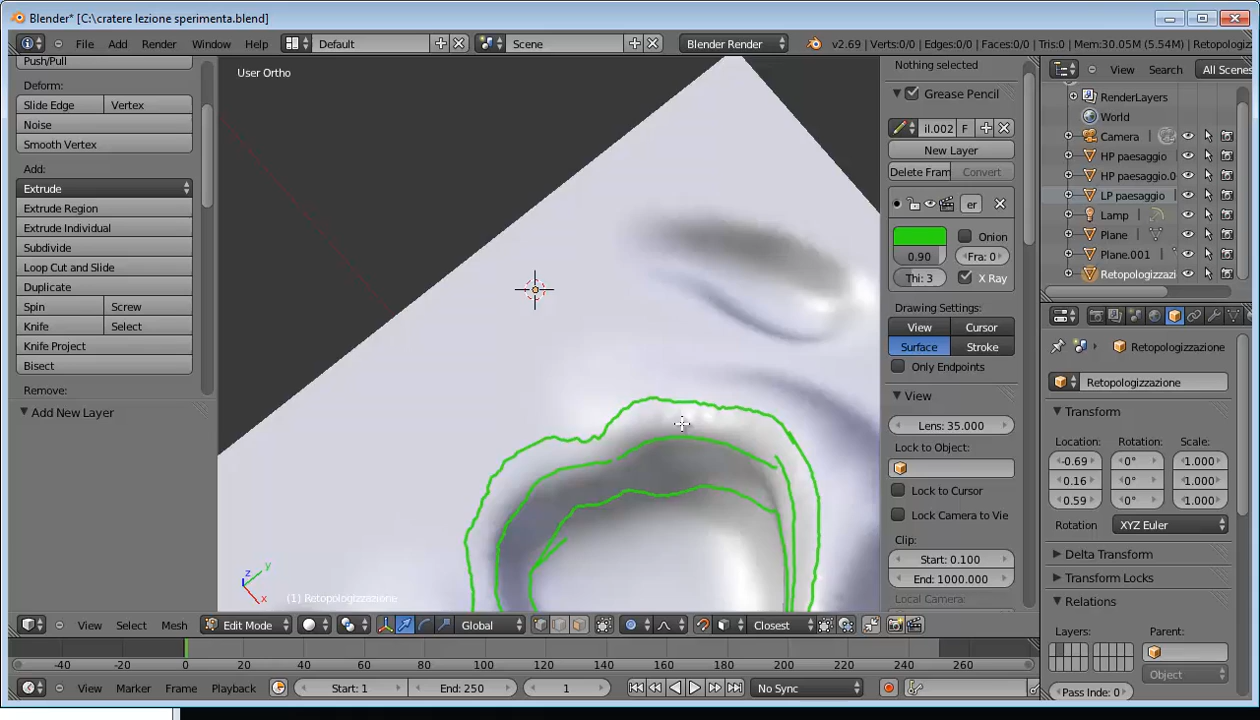 Blender* [C:\cratere lezione sperimenta.blend]
File Add Render Window Help Default Scene Blender Render v2.69 | Verts:0/0 | Edges:0/0 | Faces:0/0 | Tris:0 | Mem:30.05M (5.54M) | Retopologizz
Push/Pull
Deform:
Slide Edge Vertex
Noise
Smooth Vertex
Add:
Extrude
Extrude Region
Extrude Individual
Subdivide
Loop Cut and Slide
Duplicate
Spin Screw
Knife Select
Knife Project
Bisect
Remove:
Add New Layer
User Ortho
z
y
x
(1) Retopologizzazione
Nothing selected
Grease Pencil
il.002 F
New Layer
Delete Fram Convert
er
Onion
0.90 Fra: 0
Thi: 3 X Ray
Drawing Settings:
View Cursor
Surface Stroke
Only Endpoints
View
Lens: 35.000
Lock to Object:
Lock to Cursor
Lock Camera to Vie
Clip:
Start: 0.100
End: 1000.000
Local Camera:
View Search All Scenes
RenderLayers
World
Camera
HP paesaggio
HP paesaggio.0
LP paesaggio
Lamp
Plane
Plane.001
Retopologizzazi
Retopologizzazione
Retopologizzazione
Transform
Location: Rotation: Scale:
-0.69 0° 1.000
0.16 0° 1.000
0.59 0° 1.000
Rotation XYZ Euler
Delta Transform
Transform Locks
Relations
Layers: Parent:
Object
Pass Inde: 0
View Select Mesh Edit Mode Global Closest
-40 -20 0 20 40 60 80 100 120 140 160 180 200 220 240 260
View Marker Frame Playback Start: 1 End: 250 1 No Sync